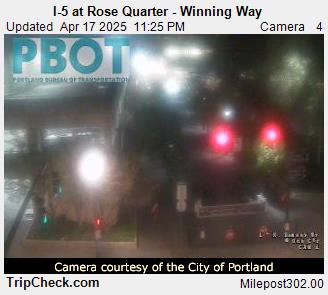 I-5 at Rose Quarter - Winning Way
Updated Apr 17 2025 11:25 PM Camera 4
PBOT
PORTLAND BUREAU OF TRANSPORTATION
Camera courtesy of the City of Portland
TripCheck.com Milepost302.00